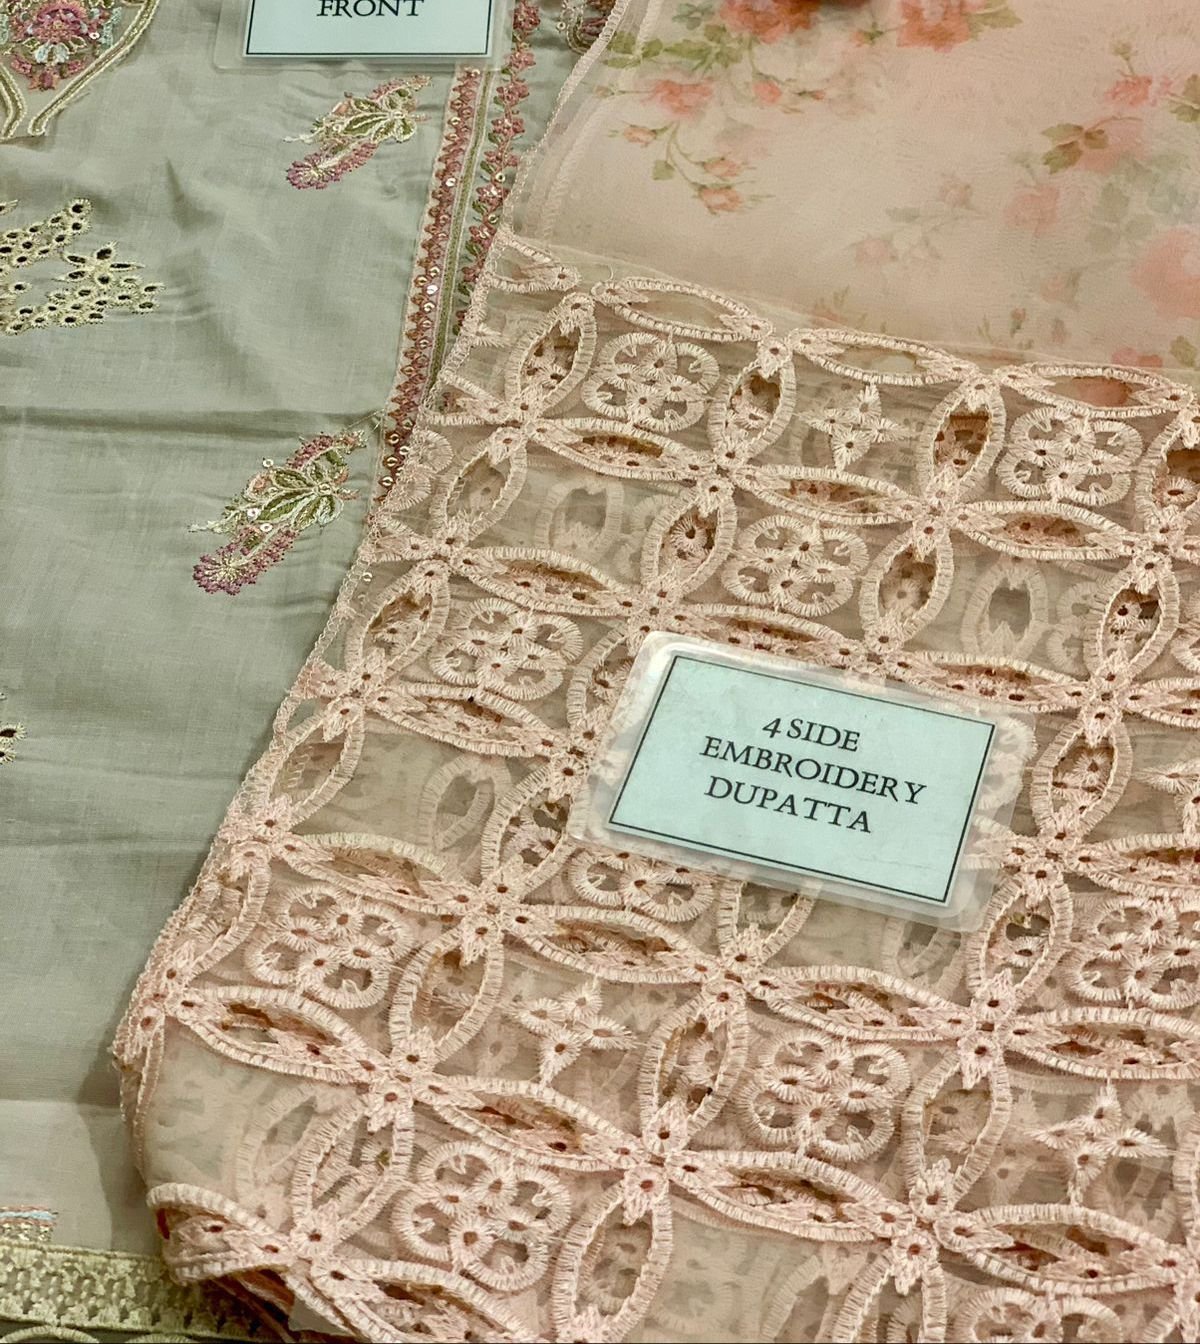 FRONT
4 SIDE
EMBROIDERY
DUPATTA